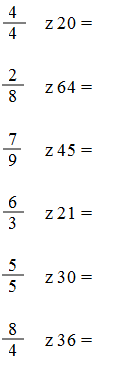 4/4 z 20 =
2/8 z 64 =
7/9 z 45 =
6/3 z 21 =
5/5 z 30 =
8/4 z 36 =